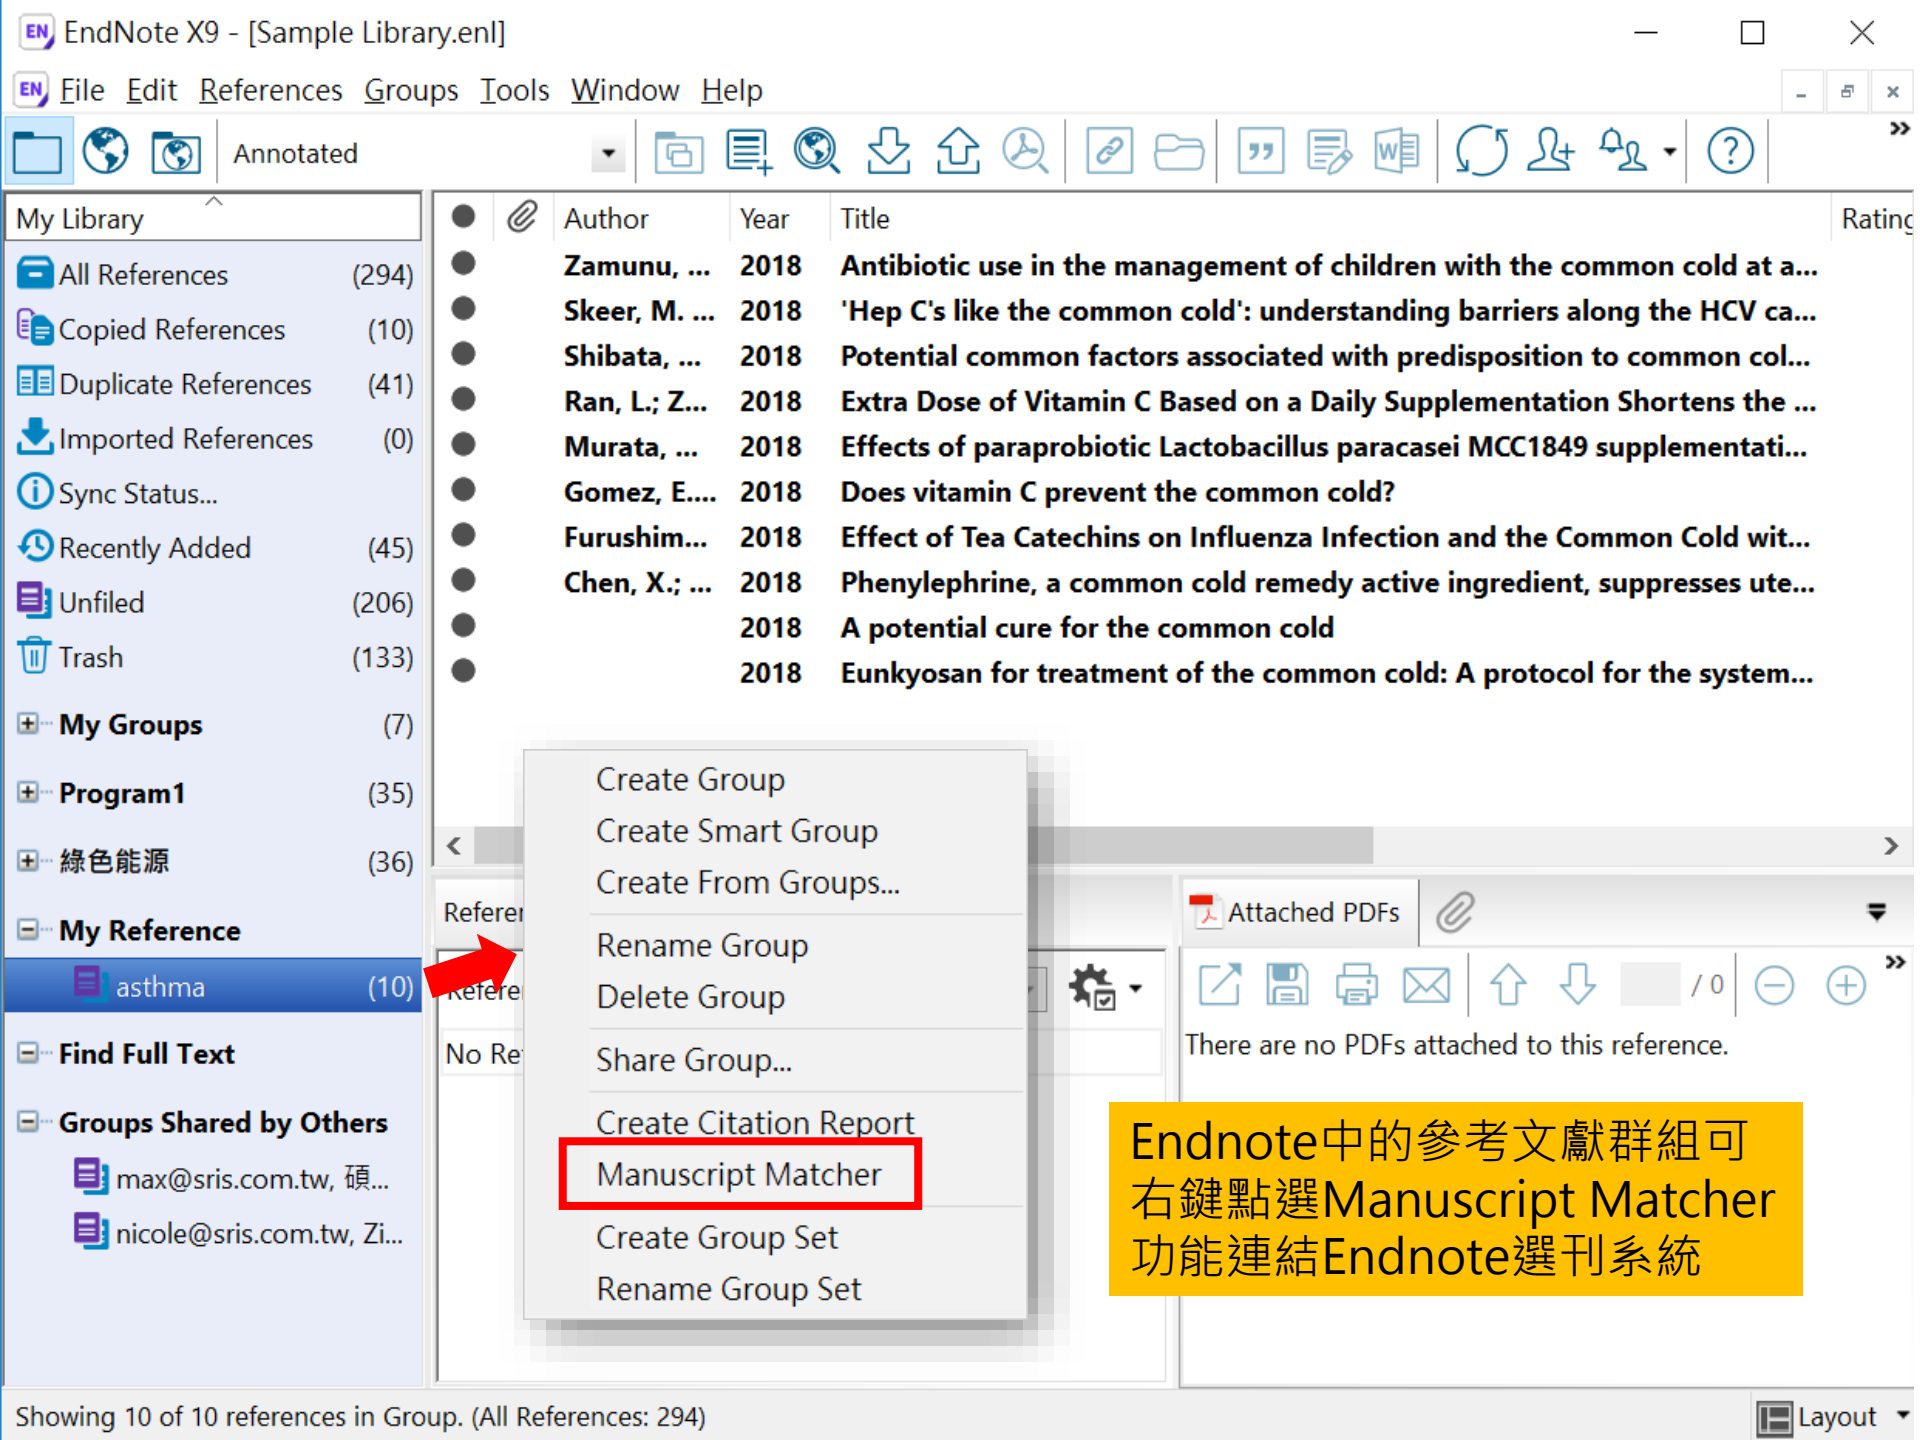 EndNote X9 - [Sample Library.enl]
File Edit References Groups Tools Window Help
Annotated
My Library
All References (294)
Copied References (10)
Duplicate References (41)
Imported References (0)
Sync Status...
Recently Added (45)
Unfiled (206)
Trash (133)
My Groups (7)
Program1 (35)
綠色能源 (36)
My Reference
asthma (10)
Find Full Text
Groups Shared by Others
max@sris.com.tw, 碩...
nicole@sris.com.tw, Zi...
Author Year Title Rating
Zamunu, ... 2018 Antibiotic use in the management of children with the common cold at a...
Skeer, M. ... 2018 'Hep C's like the common cold': understanding barriers along the HCV ca...
Shibata, ... 2018 Potential common factors associated with predisposition to common col...
Ran, L.; Z... 2018 Extra Dose of Vitamin C Based on a Daily Supplementation Shortens the ...
Murata, ... 2018 Effects of paraprobiotic Lactobacillus paracasei MCC1849 supplementati...
Gomez, E.... 2018 Does vitamin C prevent the common cold?
Furushim... 2018 Effect of Tea Catechins on Influenza Infection and the Common Cold wit...
Chen, X.; ... 2018 Phenylephrine, a common cold remedy active ingredient, suppresses ute...
2018 A potential cure for the common cold
2018 Eunkyosan for treatment of the common cold: A protocol for the system...
Create Group
Create Smart Group
Create From Groups...
Rename Group
Delete Group
Share Group...
Create Citation Report
Manuscript Matcher
Create Group Set
Rename Group Set
Attached PDFs
/ 0
There are no PDFs attached to this reference.
Endnote中的參考文獻群組可
右鍵點選Manuscript Matcher
功能連結Endnote選刊系統
Showing 10 of 10 references in Group. (All References: 294)
Layout